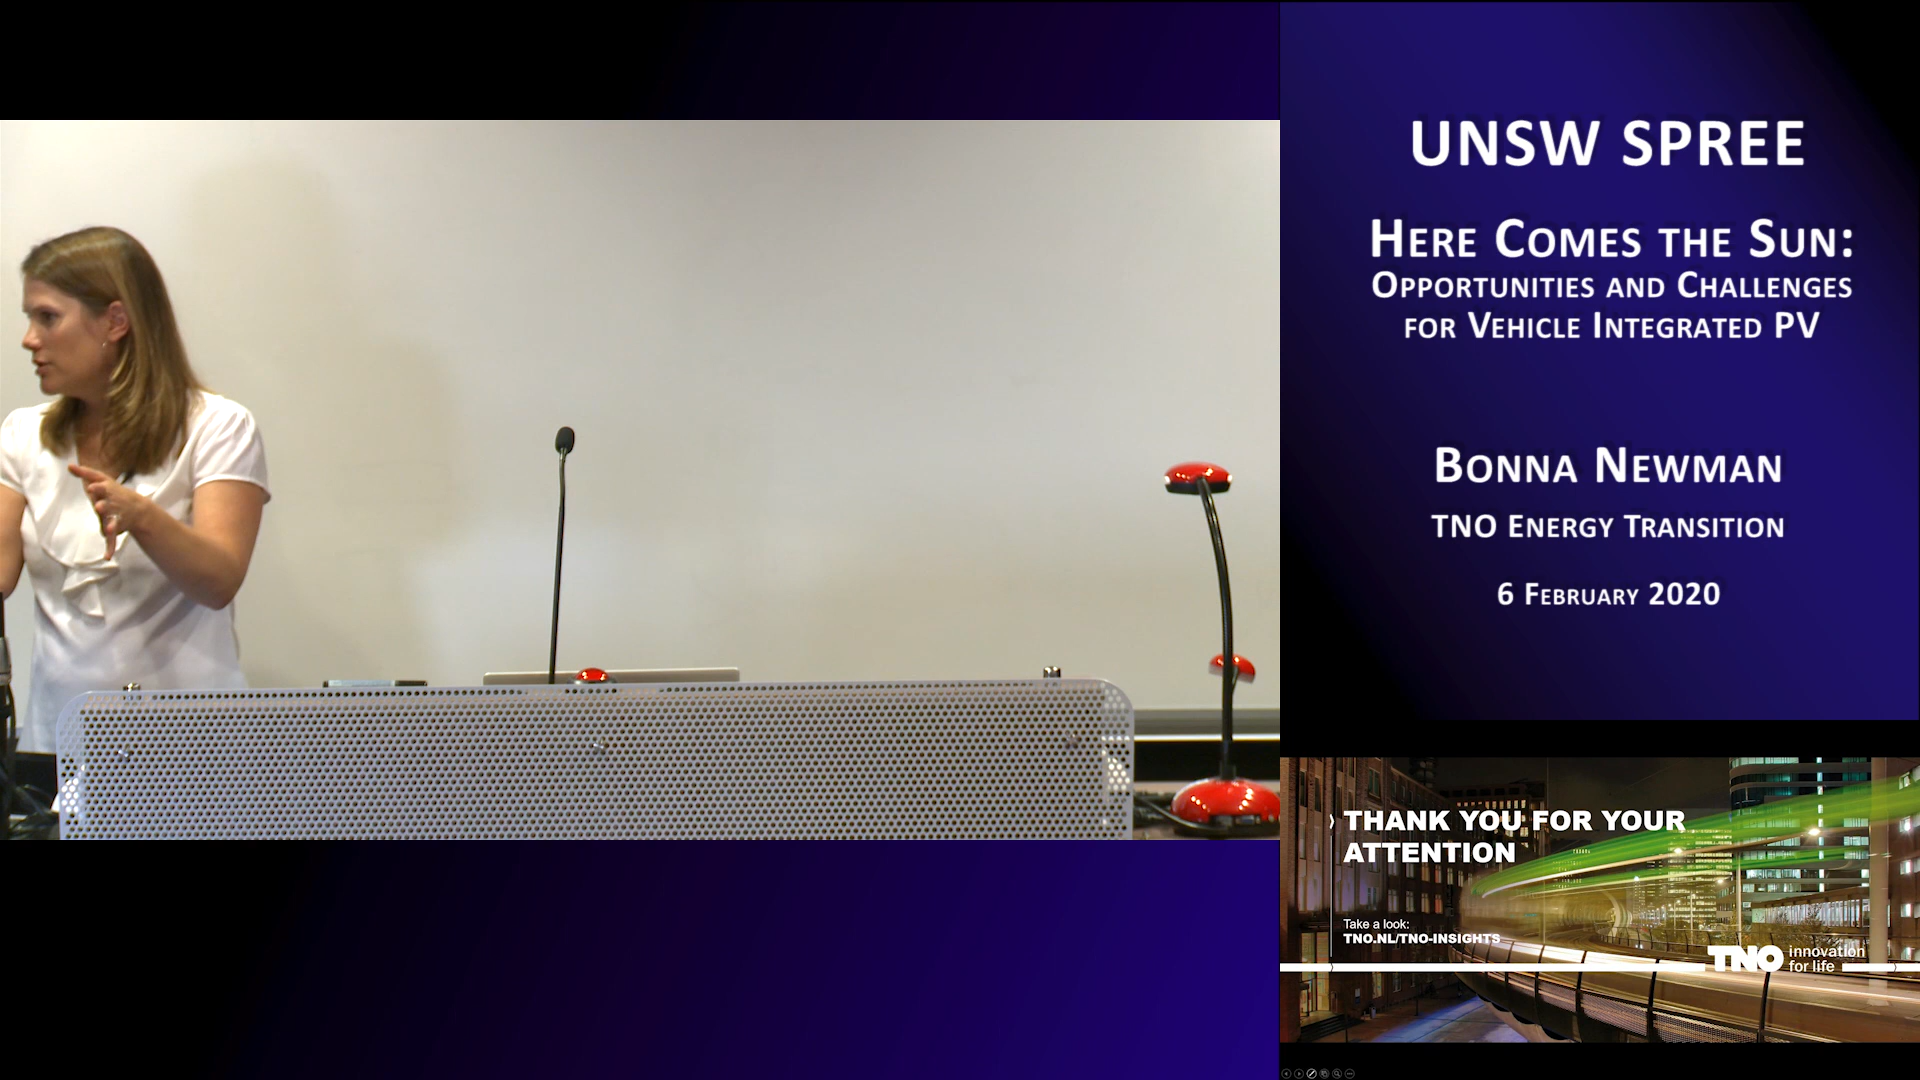 UNSW SPREE
HERE COMES THE SUN:
OPPORTUNITIES AND CHALLENGES
FOR VEHICLE INTEGRATED PV
BONNA NEWMAN
TNO ENERGY TRANSITION
6 FEBRUARY 2020
THANK YOU FOR YOUR
ATTENTION
Take a look:
TNO.NL/TNO-INSIGHTS
TNO innovation
for life